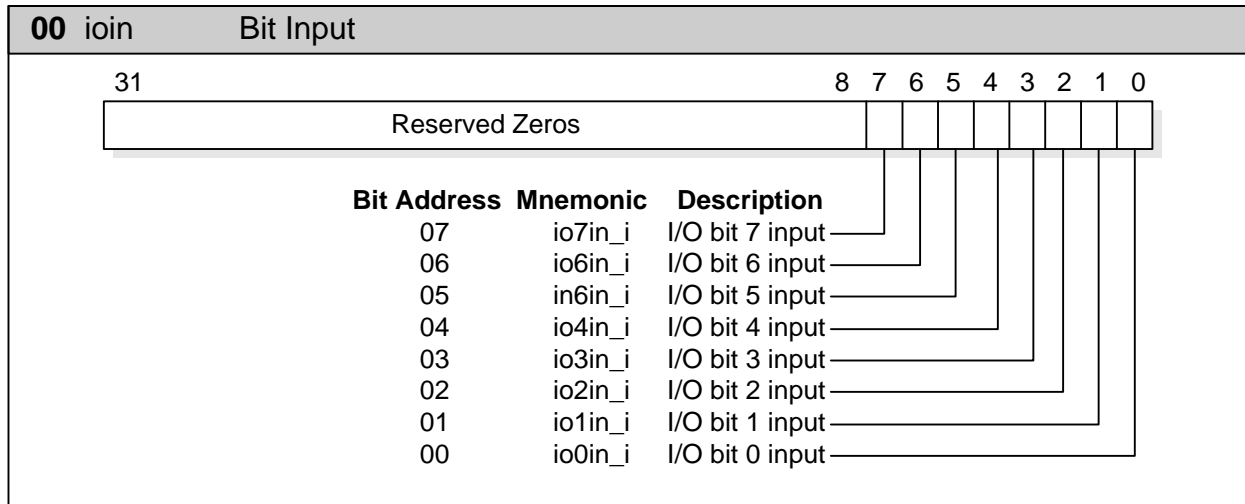 00 ioin Bit Input
31 8 7 6 5 4 3 2 1 0
Reserved Zeros
Bit Address Mnemonic Description
07 io7in_i I/O bit 7 input
06 io6in_i I/O bit 6 input
05 in6in_i I/O bit 5 input
04 io4in_i I/O bit 4 input
03 io3in_i I/O bit 3 input
02 io2in_i I/O bit 2 input
01 io1in_i I/O bit 1 input
00 io0in_i I/O bit 0 input